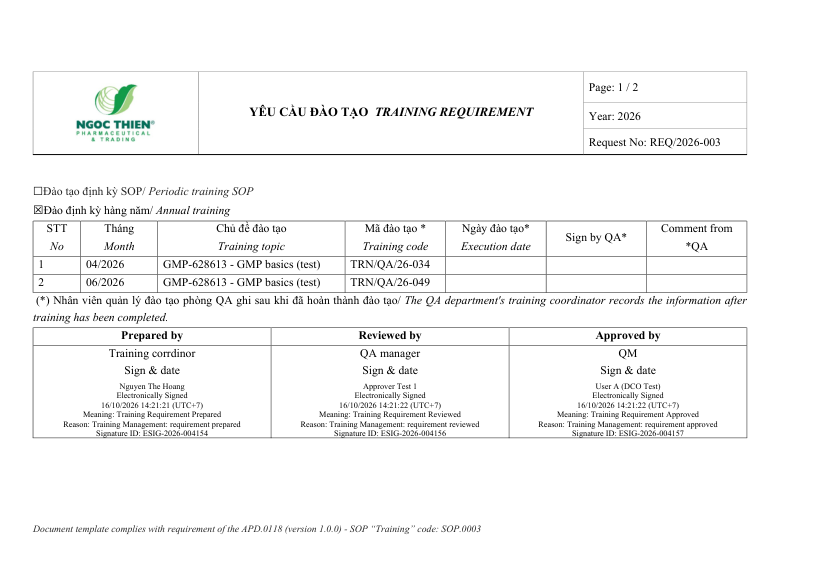 NGOC THIEN®
PHARMACEUTICAL
& TRADING
YÊU CẦU ĐÀO TẠO TRAINING REQUIREMENT
Page: 1 / 2
Year: 2026
Request No: REQ/2026-003
☐Đào tạo định kỳ SOP/ Periodic training SOP
☒Đào định kỳ hàng năm/ Annual training
STT Tháng Chủ đề đào tạo Mã đào tạo * Ngày đào tạo* Sign by QA* Comment from
No Month Training topic Training code Execution date *QA
1 04/2026 GMP-628613 - GMP basics (test) TRN/QA/26-034
2 06/2026 GMP-628613 - GMP basics (test) TRN/QA/26-049
(*) Nhân viên quản lý đào tạo phòng QA ghi sau khi đã hoàn thành đào tạo/ The QA department's training coordinator records the information after
training has been completed.
Prepared by Reviewed by Approved by
Training corrdinor QA manager QM
Sign & date Sign & date Sign & date
Nguyen The Hoang Approver Test 1 User A (DCO Test)
Electronically Signed Electronically Signed Electronically Signed
16/10/2026 14:21:21 (UTC+7) 16/10/2026 14:21:22 (UTC+7) 16/10/2026 14:21:22 (UTC+7)
Meaning: Training Requirement Prepared Meaning: Training Requirement Reviewed Meaning: Training Requirement Approved
Reason: Training Management: requirement prepared Reason: Training Management: requirement reviewed Reason: Training Management: requirement approved
Signature ID: ESIG-2026-004154 Signature ID: ESIG-2026-004156 Signature ID: ESIG-2026-004157
Document template complies with requirement of the APD.0118 (version 1.0.0) - SOP “Training” code: SOP.0003